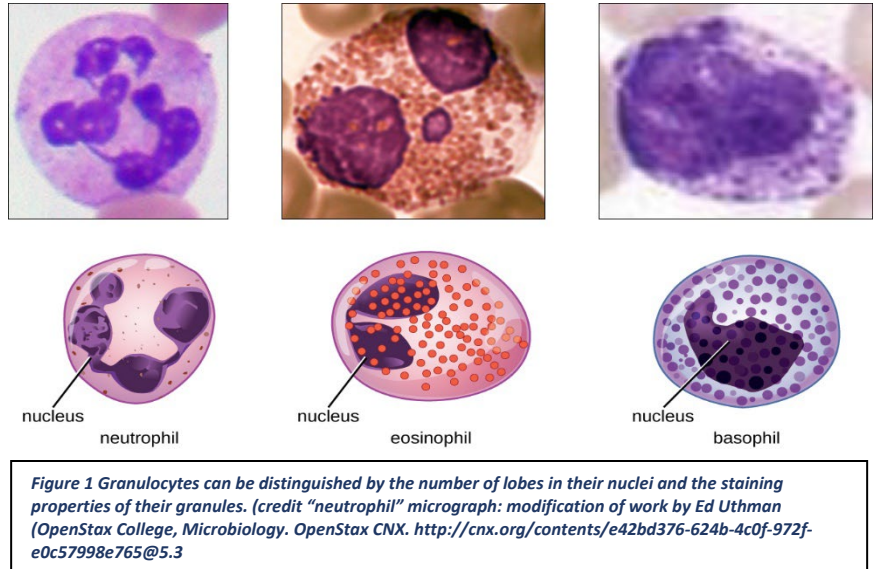 nucleus
neutrophil
nucleus
eosinophil
nucleus
basophil
Figure 1 Granulocytes can be distinguished by the number of lobes in their nuclei and the staining
properties of their granules. (credit “neutrophil” micrograph: modification of work by Ed Uthman
(OpenStax College, Microbiology. OpenStax CNX. http://cnx.org/contents/e42bd376-624b-4c0f-972f-
e0c57998e765@5.3